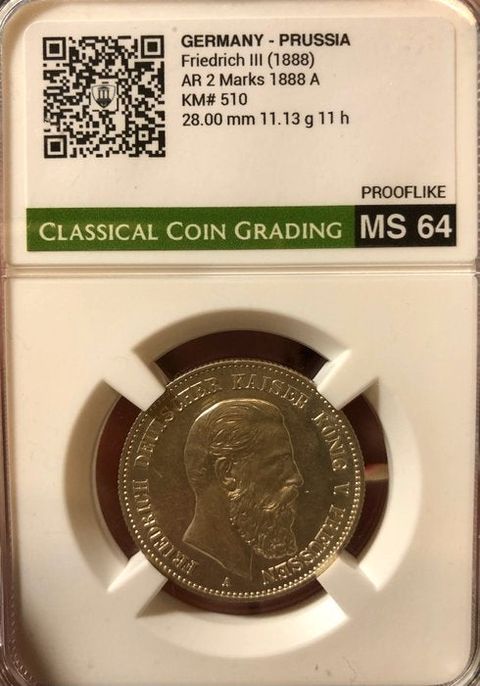 GERMANY - PRUSSIA
Friedrich III (1888)
AR 2 Marks 1888 A
KM# 510
28.00 mm 11.13 g 11 h
PROOFLIKE
CLASSICAL COIN GRADING MS 64
FRIEDRICH DEUTSCHER KAISER KÖNIG V. PREUSSEN
A